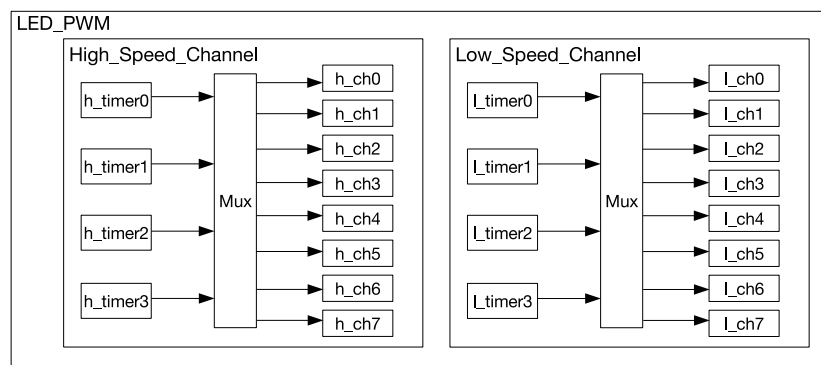 LED_PWM
High_Speed_Channel
h_timer0
h_timer1
h_timer2
h_timer3
Mux
h_ch0
h_ch1
h_ch2
h_ch3
h_ch4
h_ch5
h_ch6
h_ch7
Low_Speed_Channel
l_timer0
l_timer1
l_timer2
l_timer3
Mux
l_ch0
l_ch1
l_ch2
l_ch3
l_ch4
l_ch5
l_ch6
l_ch7